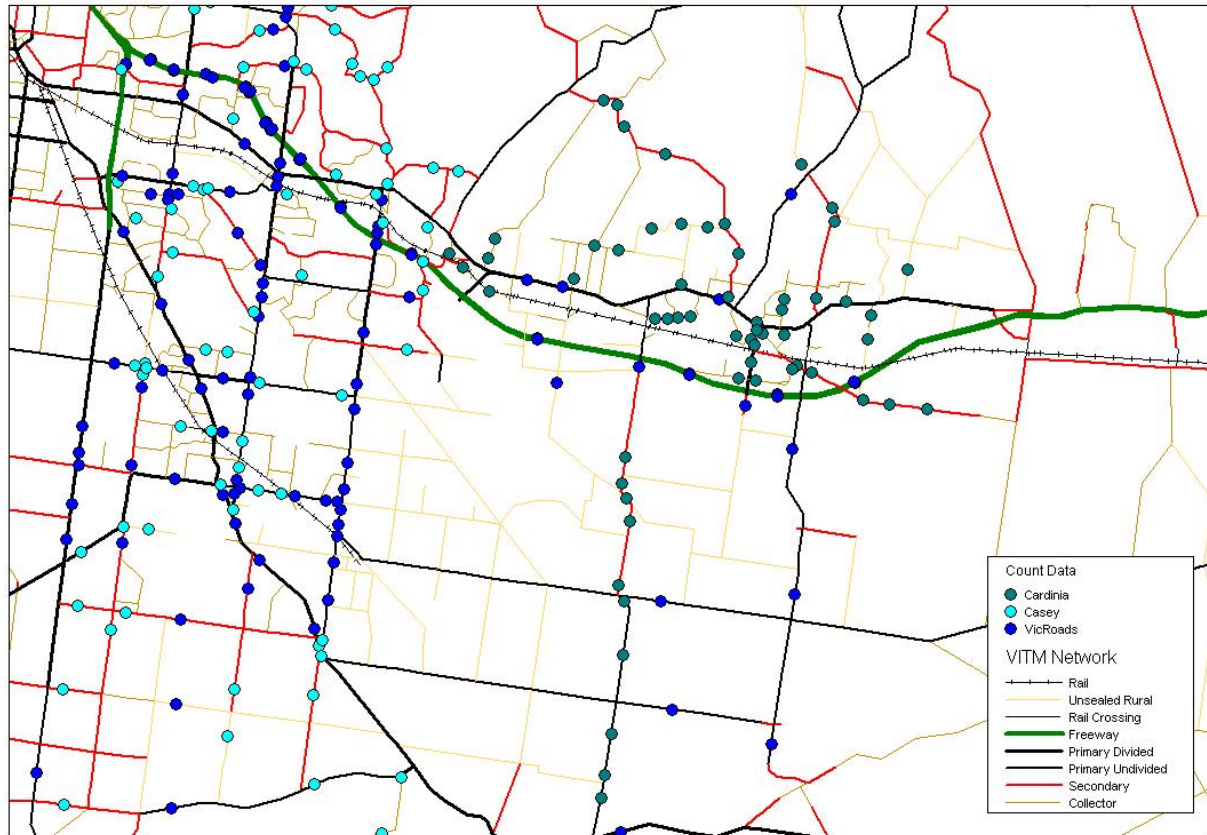 Count Data
Cardinia
Casey
VicRoads
VITM Network
Rail
Unsealed Rural
Rail Crossing
Freeway
Primary Divided
Primary Undivided
Secondary
Collector